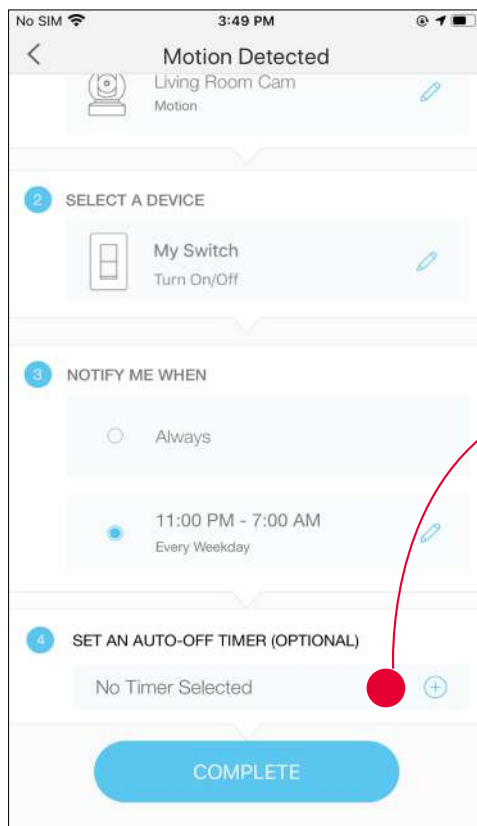 No SIM 3:49 PM
Motion Detected
Living Room Cam
Motion
2 SELECT A DEVICE
My Switch
Turn On/Off
3 NOTIFY ME WHEN
Always
11:00 PM - 7:00 AM
Every Weekday
4 SET AN AUTO-OFF TIMER (OPTIONAL)
No Timer Selected
COMPLETE